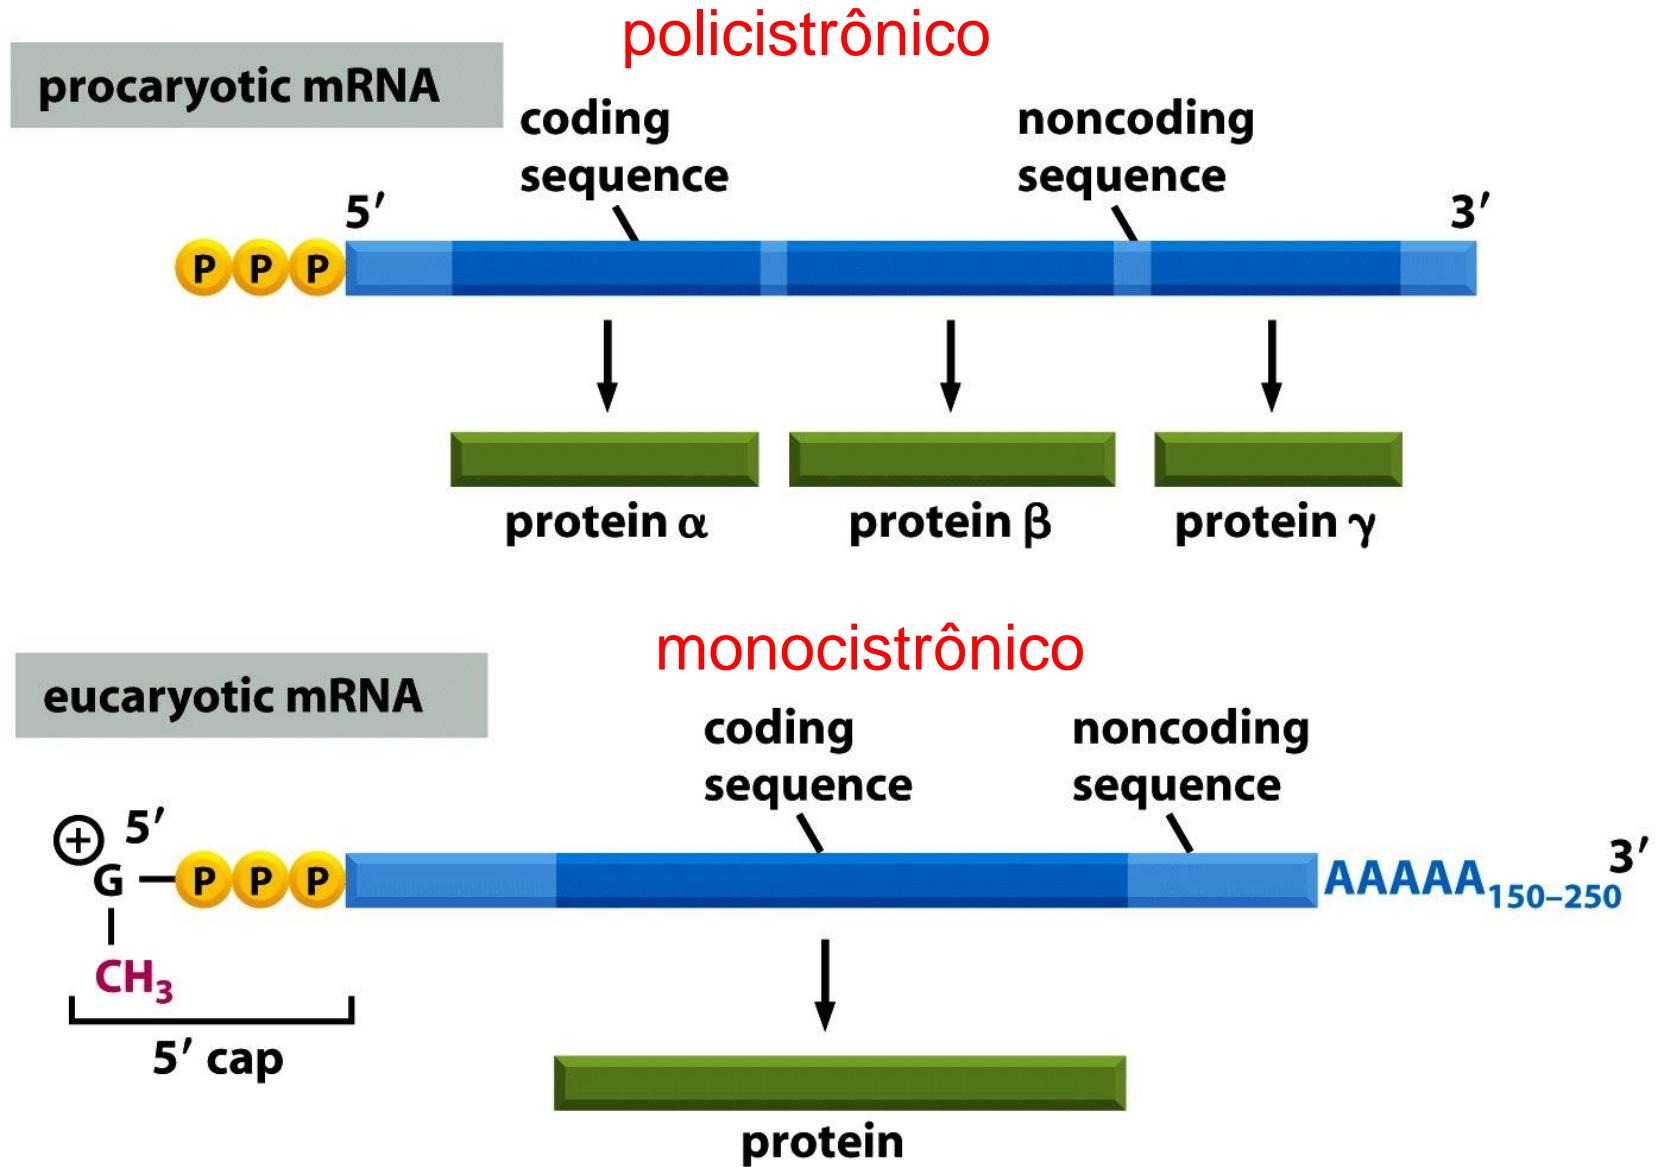 policistrônico
procaryotic mRNA
coding
sequence
noncoding
sequence
5′
3′
P P P
protein α
protein β
protein γ
monocistrônico
eucaryotic mRNA
coding
sequence
noncoding
sequence
+
5′
3′
G
P P P
AAAAA150–250
CH3
5′ cap
protein